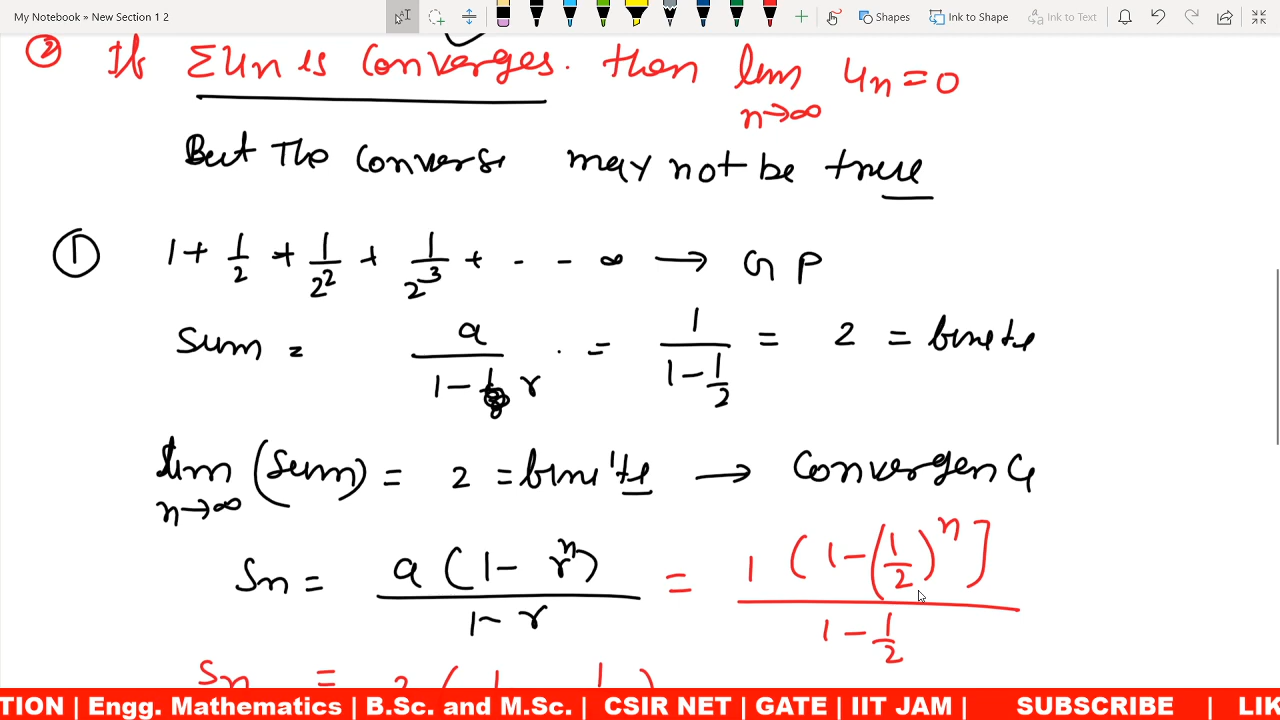 My Notebook » New Section 1 2
Shapes Ink to Shape Ink to Text
② If Σ Un is Converges. then lim n→∞ Un = 0
But The Converse may not be true
① 1 + 1/2 + 1/2² + 1/2³ + - - ∞ → G P
Sum = a/(1 - r) = 1/(1 - 1/2) = 2 = finite
lim n→∞ (Sum) = 2 = finite → Convergence
Sn = a(1 - rⁿ)/(1 - r) = 1(1 - (1/2)ⁿ]/(1 - 1/2)
Sn =
TION | Engg. Mathematics | B.Sc. and M.Sc. | CSIR NET | GATE | IIT JAM | SUBSCRIBE | LIK